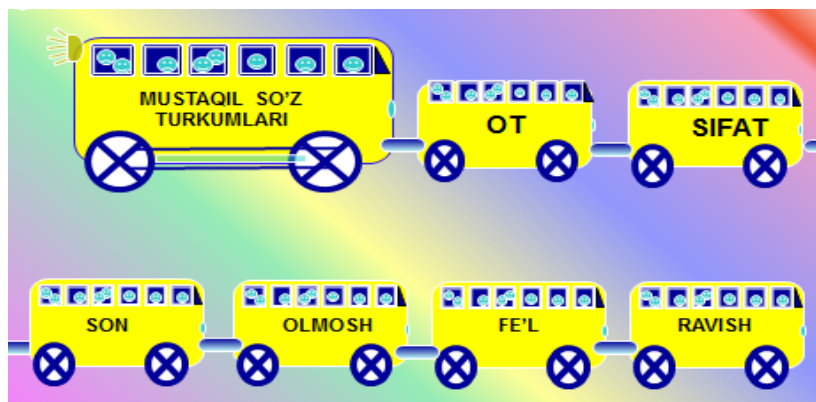 MUSTAQIL SO'Z
TURKUMLARI
OT
SIFAT
SON
OLMOSH
FE'L
RAVISH